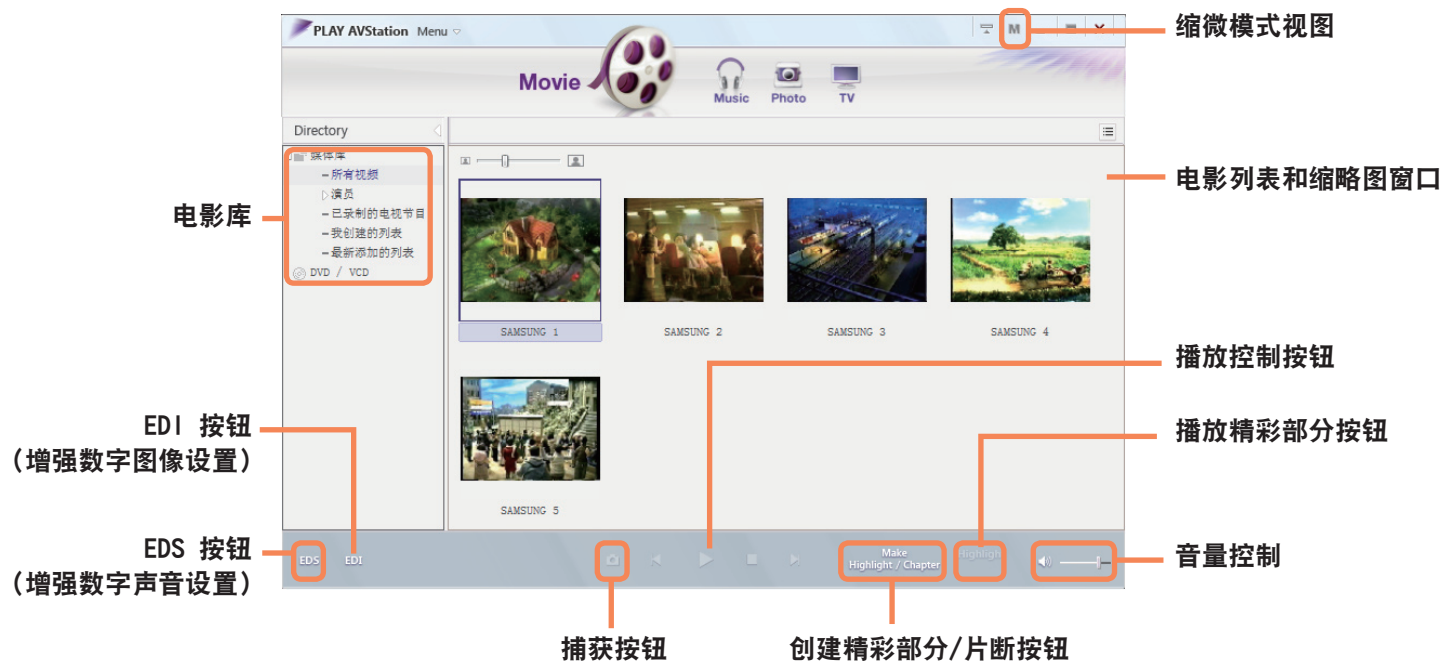 PLAY AVStation Menu
M
缩微模式视图
Movie
Music
Photo
TV
Directory
媒体库
所有视频
演员
已录制的电视节目
我创建的列表
最新添加的列表
DVD / VCD
电影库
电影列表和缩略图窗口
SAMSUNG 1
SAMSUNG 2
SAMSUNG 3
SAMSUNG 4
SAMSUNG 5
播放控制按钮
播放精彩部分按钮
EDI 按钮
(增强数字图像设置)
EDS 按钮
(增强数字声音设置)
EDS
EDI
Make
Highlight / Chapter
Highligh
音量控制
捕获按钮
创建精彩部分/片断按钮